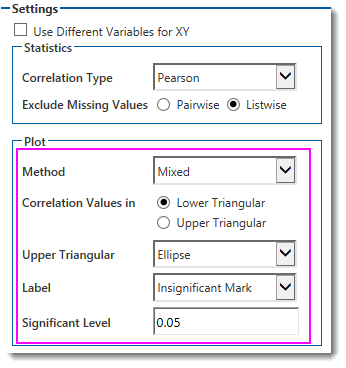 Settings
Use Different Variables for XY
Statistics
Correlation Type Pearson
Exclude Missing Values Pairwise Listwise
Plot
Method Mixed
Correlation Values in Lower Triangular
Upper Triangular
Upper Triangular Ellipse
Label Insignificant Mark
Significant Level 0.05